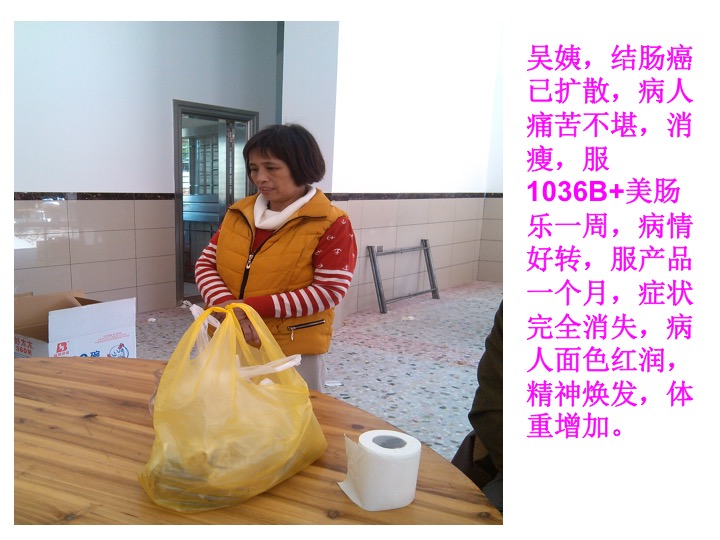 吴姨，结肠癌
已扩散，病人
痛苦不堪，消
瘦，服
1036B+美肠
乐一周，病情
好转，服产品
一个月，症状
完全消失，病
人面色红润，
精神焕发，体
重增加。